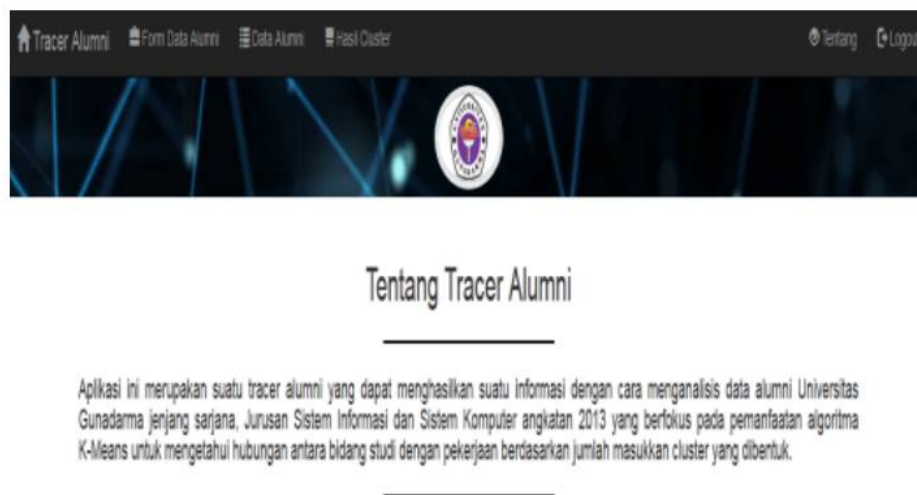 Tracer Alumni Form Data Alumni Data Alumni Hasil Cluster Tentang Logout
UNIVERSITAS GUNADARMA
Tentang Tracer Alumni
Aplikasi ini merupakan suatu tracer alumni yang dapat menghasilkan suatu informasi dengan cara menganalisis data alumni Universitas
Gunadarma jenjang sarjana, Jurusan Sistem Informasi dan Sistem Komputer angkatan 2013 yang berfokus pada pemanfaatan algoritma
K-Means untuk mengetahui hubungan antara bidang studi dengan pekerjaan berdasarkan jumlah masukkan cluster yang dibentuk.